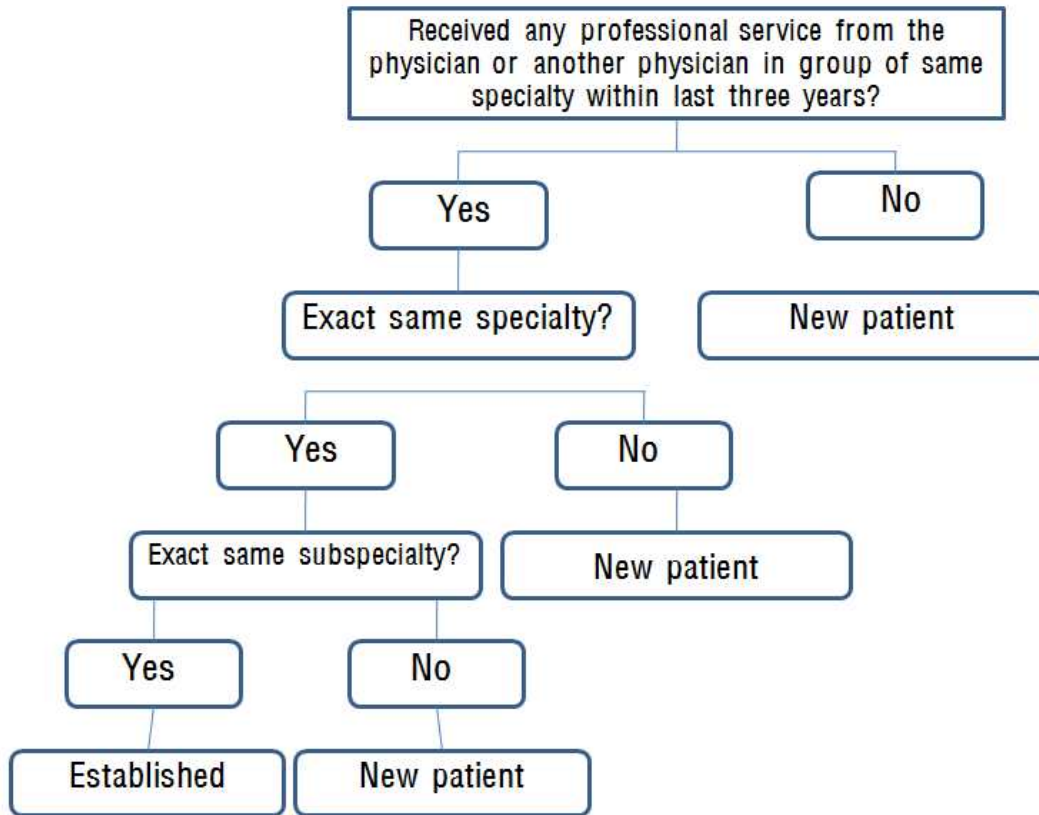 Received any professional service from the
physician or another physician in group of same
specialty within last three years?
Yes
No
Exact same specialty?
New patient
Yes
No
Exact same subspecialty?
New patient
Yes
No
Established
New patient